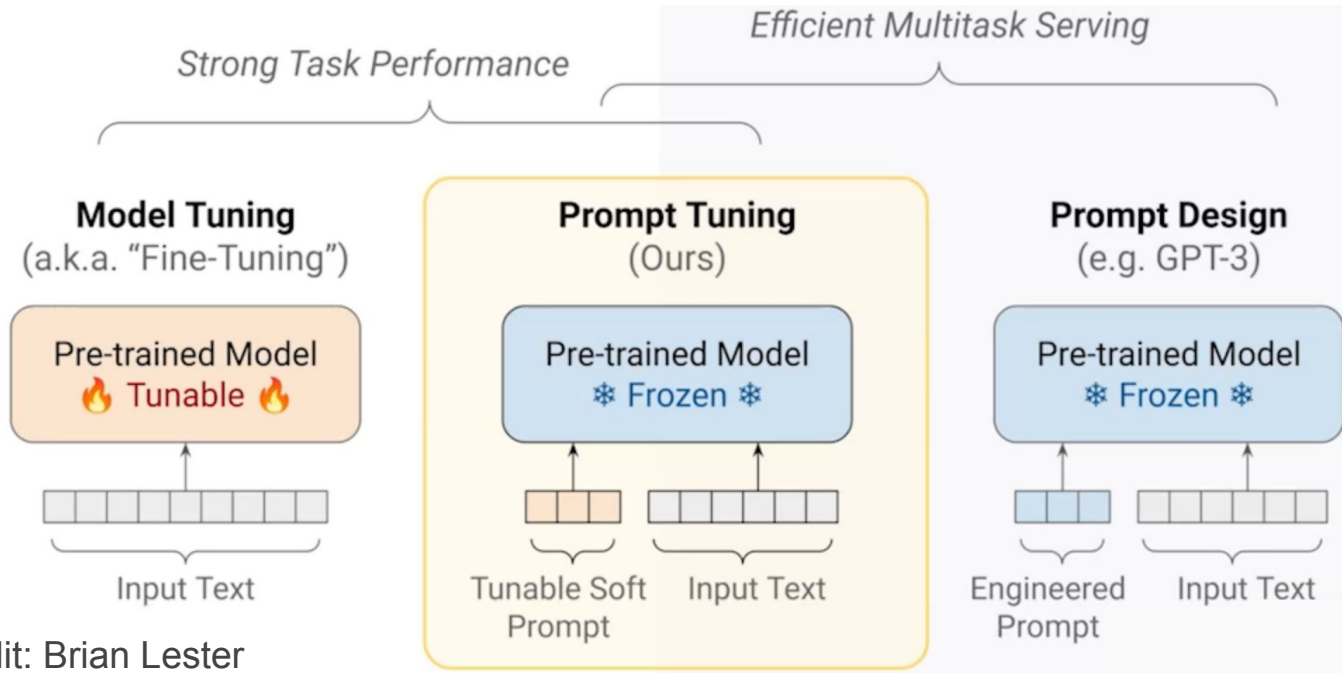 Efficient Multitask Serving
Strong Task Performance
Model Tuning
(a.k.a. “Fine-Tuning”)
Pre-trained Model
🔥 Tunable 🔥
Input Text
Prompt Tuning
(Ours)
Pre-trained Model
❄ Frozen ❄
Tunable Soft
Prompt
Input Text
Prompt Design
(e.g. GPT-3)
Pre-trained Model
❄ Frozen ❄
Engineered
Prompt
Input Text
lit: Brian Lester